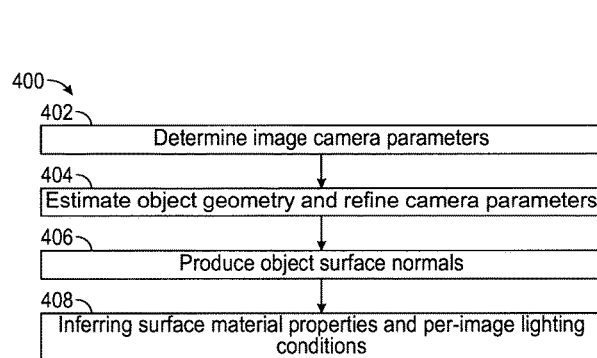 400
402
Determine image camera parameters
404
Estimate object geometry and refine camera parameters
406
Produce object surface normals
408
Inferring surface material properties and per-image lighting
conditions